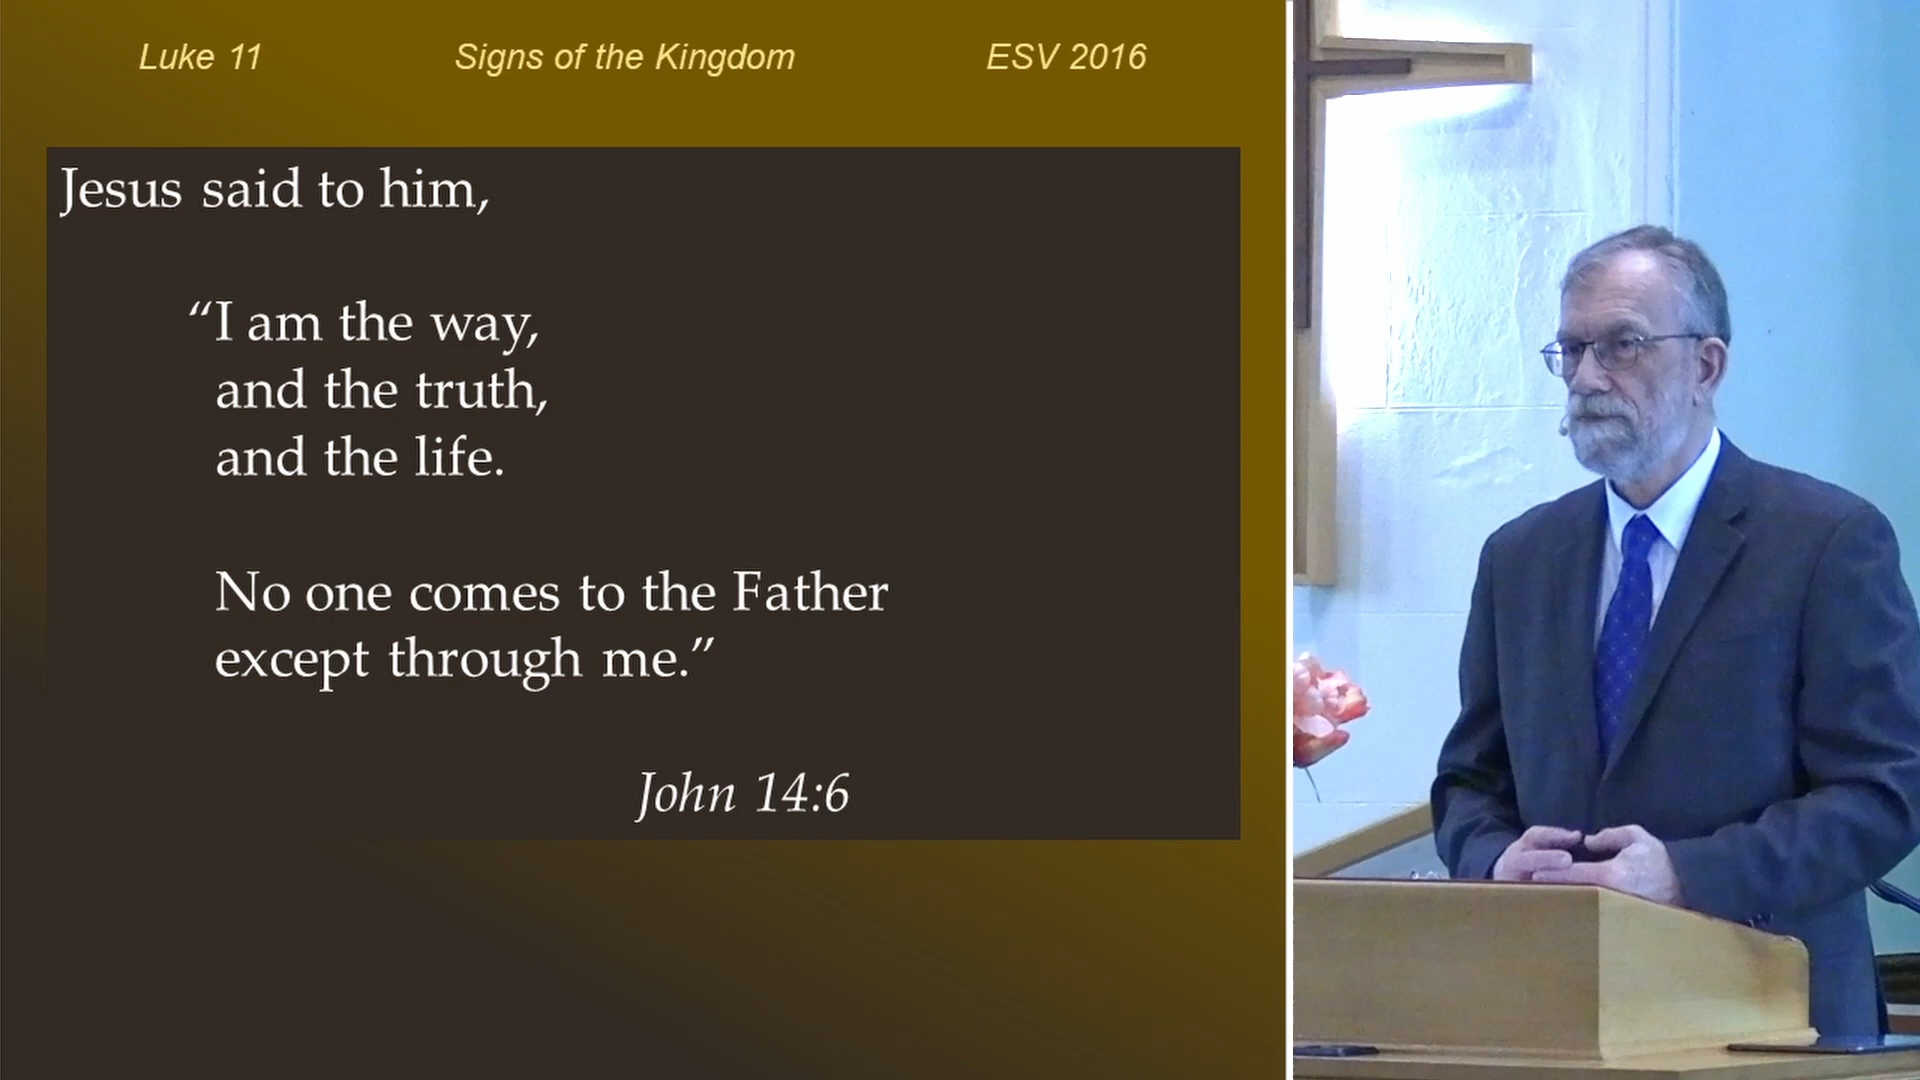 Luke 11 Signs of the Kingdom ESV 2016
Jesus said to him,
“I am the way,
and the truth,
and the life.
No one comes to the Father
except through me.”
John 14:6